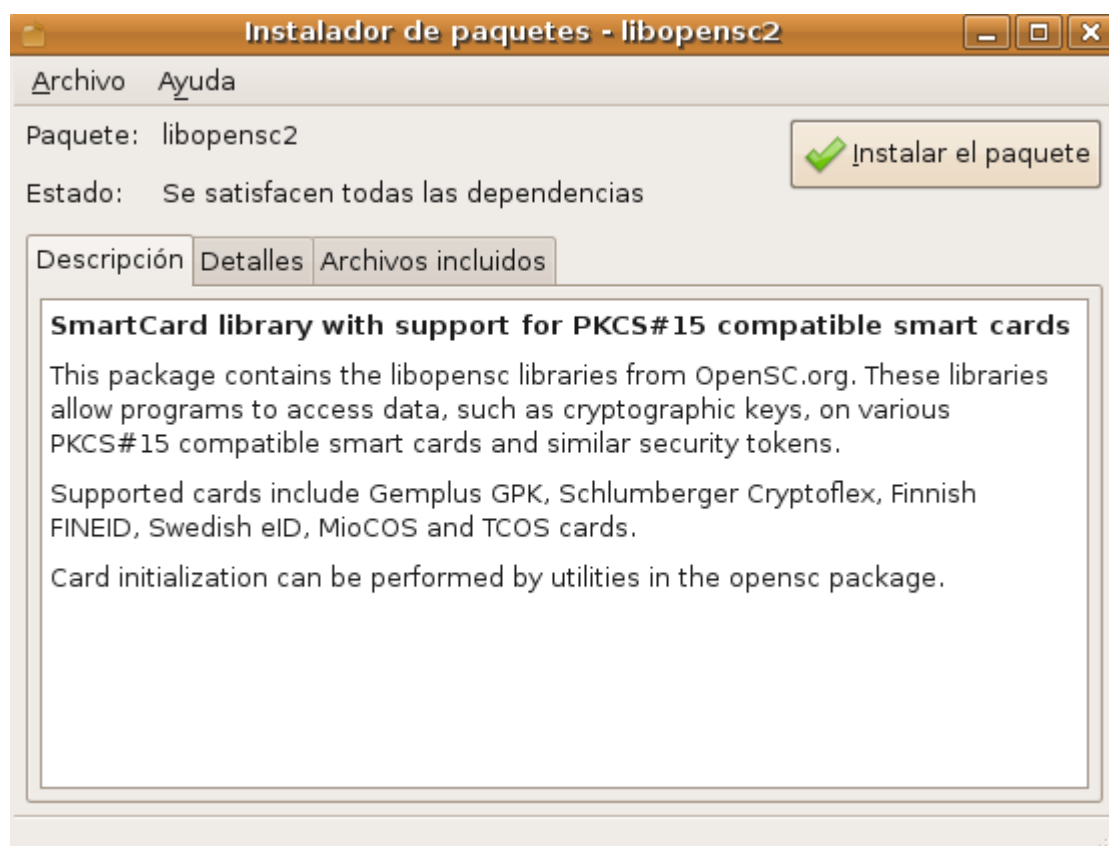 Instalador de paquetes - libopensc2
Archivo Ayuda
Paquete: libopensc2
Instalar el paquete
Estado: Se satisfacen todas las dependencias
Descripción Detalles Archivos incluidos
SmartCard library with support for PKCS#15 compatible smart cards
This package contains the libopensc libraries from OpenSC.org. These libraries
allow programs to access data, such as cryptographic keys, on various
PKCS#15 compatible smart cards and similar security tokens.
Supported cards include Gemplus GPK, Schlumberger Cryptoflex, Finnish
FINEID, Swedish eID, MioCOS and TCOS cards.
Card initialization can be performed by utilities in the opensc package.